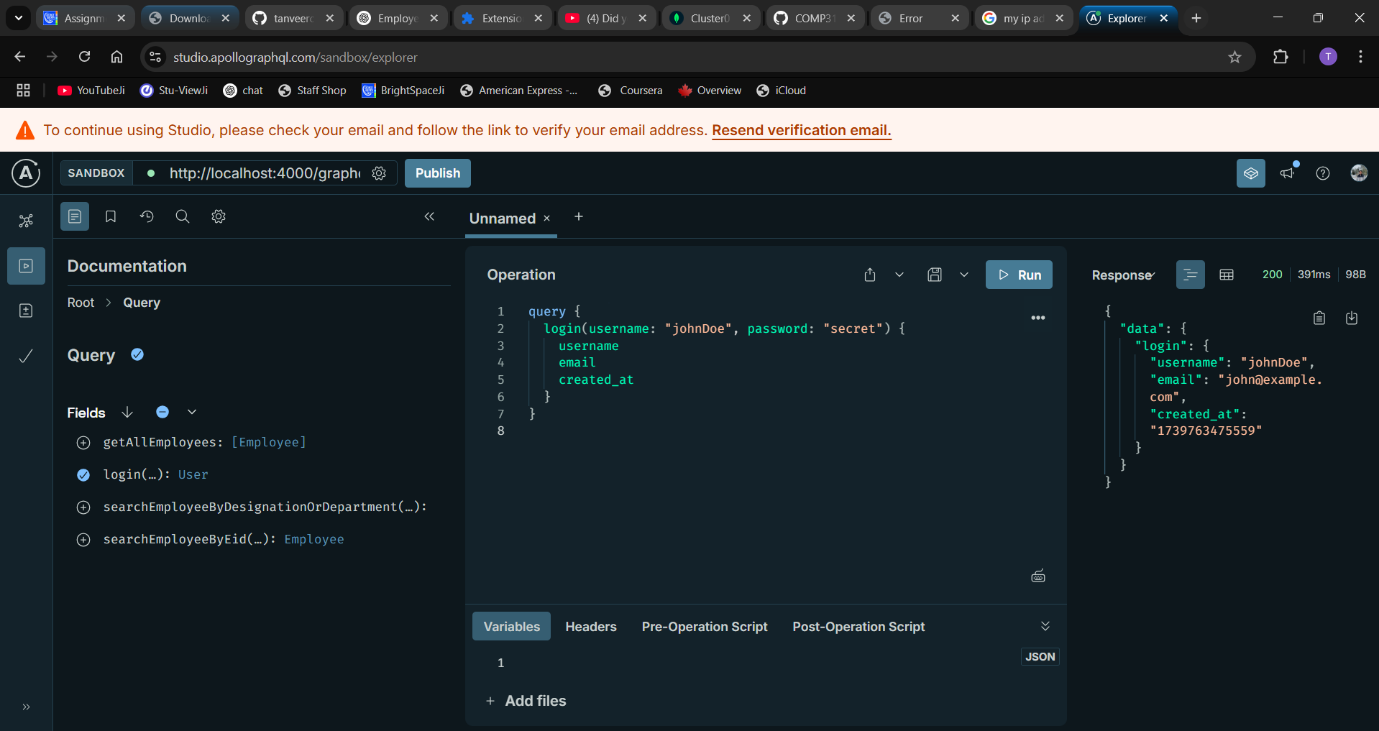 Assignm
Downloa
tanveerc
Employe
Extensio
(4) Did y
Cluster0
COMP31
Error
my ip ad
Explorer
studio.apollographql.com/sandbox/explorer
T
YouTubeJi
Stu-ViewJi
chat
Staff Shop
BrightSpaceJi
American Express -...
Coursera
Overview
iCloud
To continue using Studio, please check your email and follow the link to verify your email address. Resend verification email.
SANDBOX
http://localhost:4000/graph
Publish
Unnamed
Documentation
Root > Query
Query
Fields
getAllEmployees: [Employee]
login(…): User
searchEmployeeByDesignationOrDepartment(…):
searchEmployeeByEid(…): Employee
Operation
Run
1 query {
2 login(username: "johnDoe", password: "secret") {
3 username
4 email
5 created_at
6 }
7 }
8
Variables
Headers
Pre-Operation Script
Post-Operation Script
1
JSON
+ Add files
Response
200
391ms
98B
{
"data": {
"login": {
"username": "johnDoe",
"email": "john@example.
com",
"created_at":
"1739763475559"
}
}
}